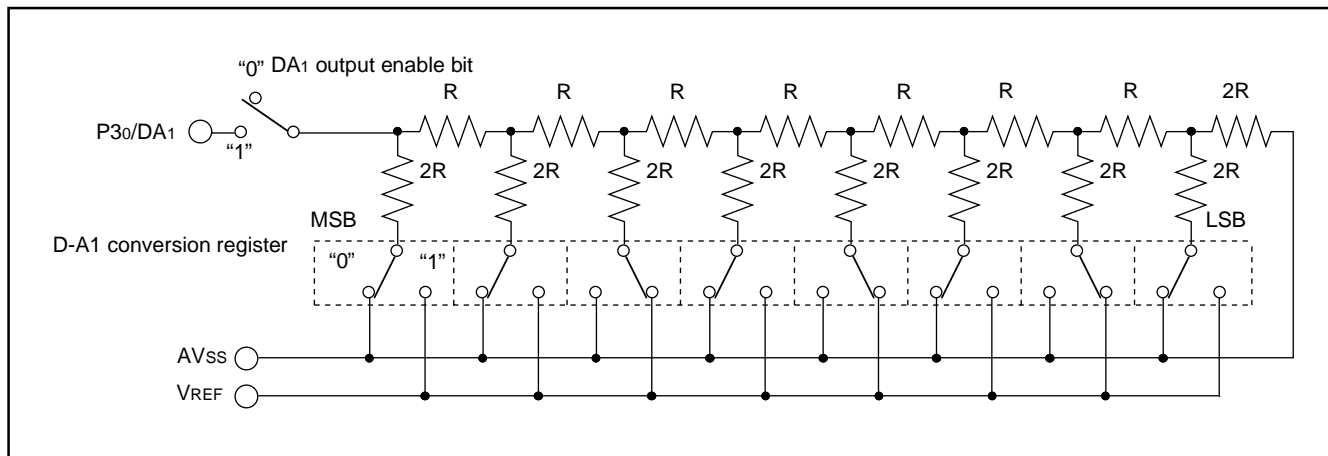 “0” DA1 output enable bit
R R R R R R R 2R
P30/DA1
“1”
2R 2R 2R 2R 2R 2R 2R 2R
MSB LSB
D-A1 conversion register
“0” “1”
AVSS
VREF